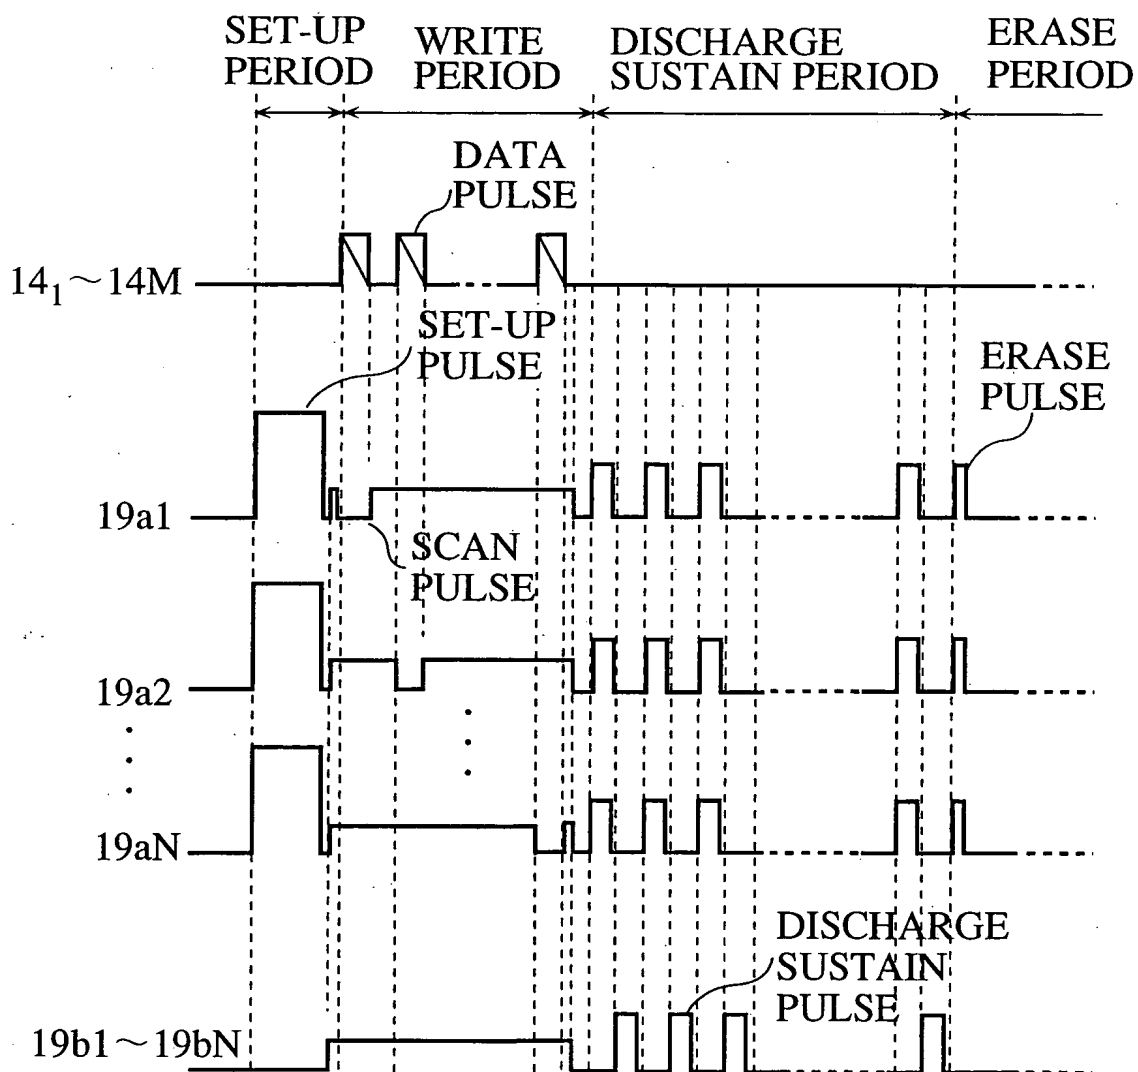 SET-UP
PERIOD
WRITE
PERIOD
DISCHARGE
SUSTAIN PERIOD
ERASE
PERIOD
DATA
PULSE
14₁～14M
SET-UP
PULSE
ERASE
PULSE
19a1
SCAN
PULSE
19a2
19aN
DISCHARGE
SUSTAIN
PULSE
19b1～19bN